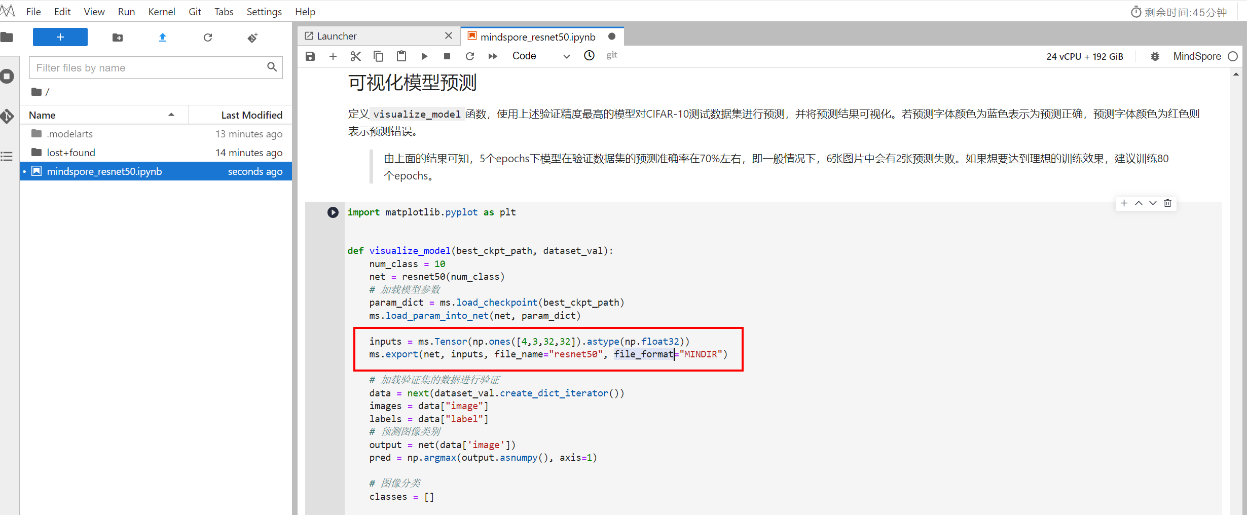 File Edit View Run Kernel Git Tabs Settings Help
剩余时间:45分钟
Launcher
mindspore_resnet50.ipynb
Code
git
24 vCPU + 192 GiB
MindSpore
Filter files by name
/
Name Last Modified
.modelarts 13 minutes ago
lost+found 14 minutes ago
mindspore_resnet50.ipynb seconds ago
可视化模型预测
定义 visualize_model 函数，使用上述验证精度最高的模型对CIFAR-10测试数据集进行预测，并将预测结果可视化。若预测字体颜色为蓝色表示为预测正确，预测字体颜色为红色则
表示预测错误。
由上面的结果可知，5个epochs下模型在验证数据集的预测准确率在70%左右，即一般情况下，6张图片中会有2张预测失败。如果想要达到理想的训练效果，建议训练80
个epochs。
import matplotlib.pyplot as plt
def visualize_model(best_ckpt_path, dataset_val):
num_class = 10
net = resnet50(num_class)
# 加载模型参数
param_dict = ms.load_checkpoint(best_ckpt_path)
ms.load_param_into_net(net, param_dict)
inputs = ms.Tensor(np.ones([4,3,32,32]).astype(np.float32))
ms.export(net, inputs, file_name="resnet50", file_format="MINDIR")
# 加载验证集的数据进行验证
data = next(dataset_val.create_dict_iterator())
images = data["image"]
labels = data["label"]
# 预测图像类别
output = net(data['image'])
pred = np.argmax(output.asnumpy(), axis=1)
# 图像分类
classes = []